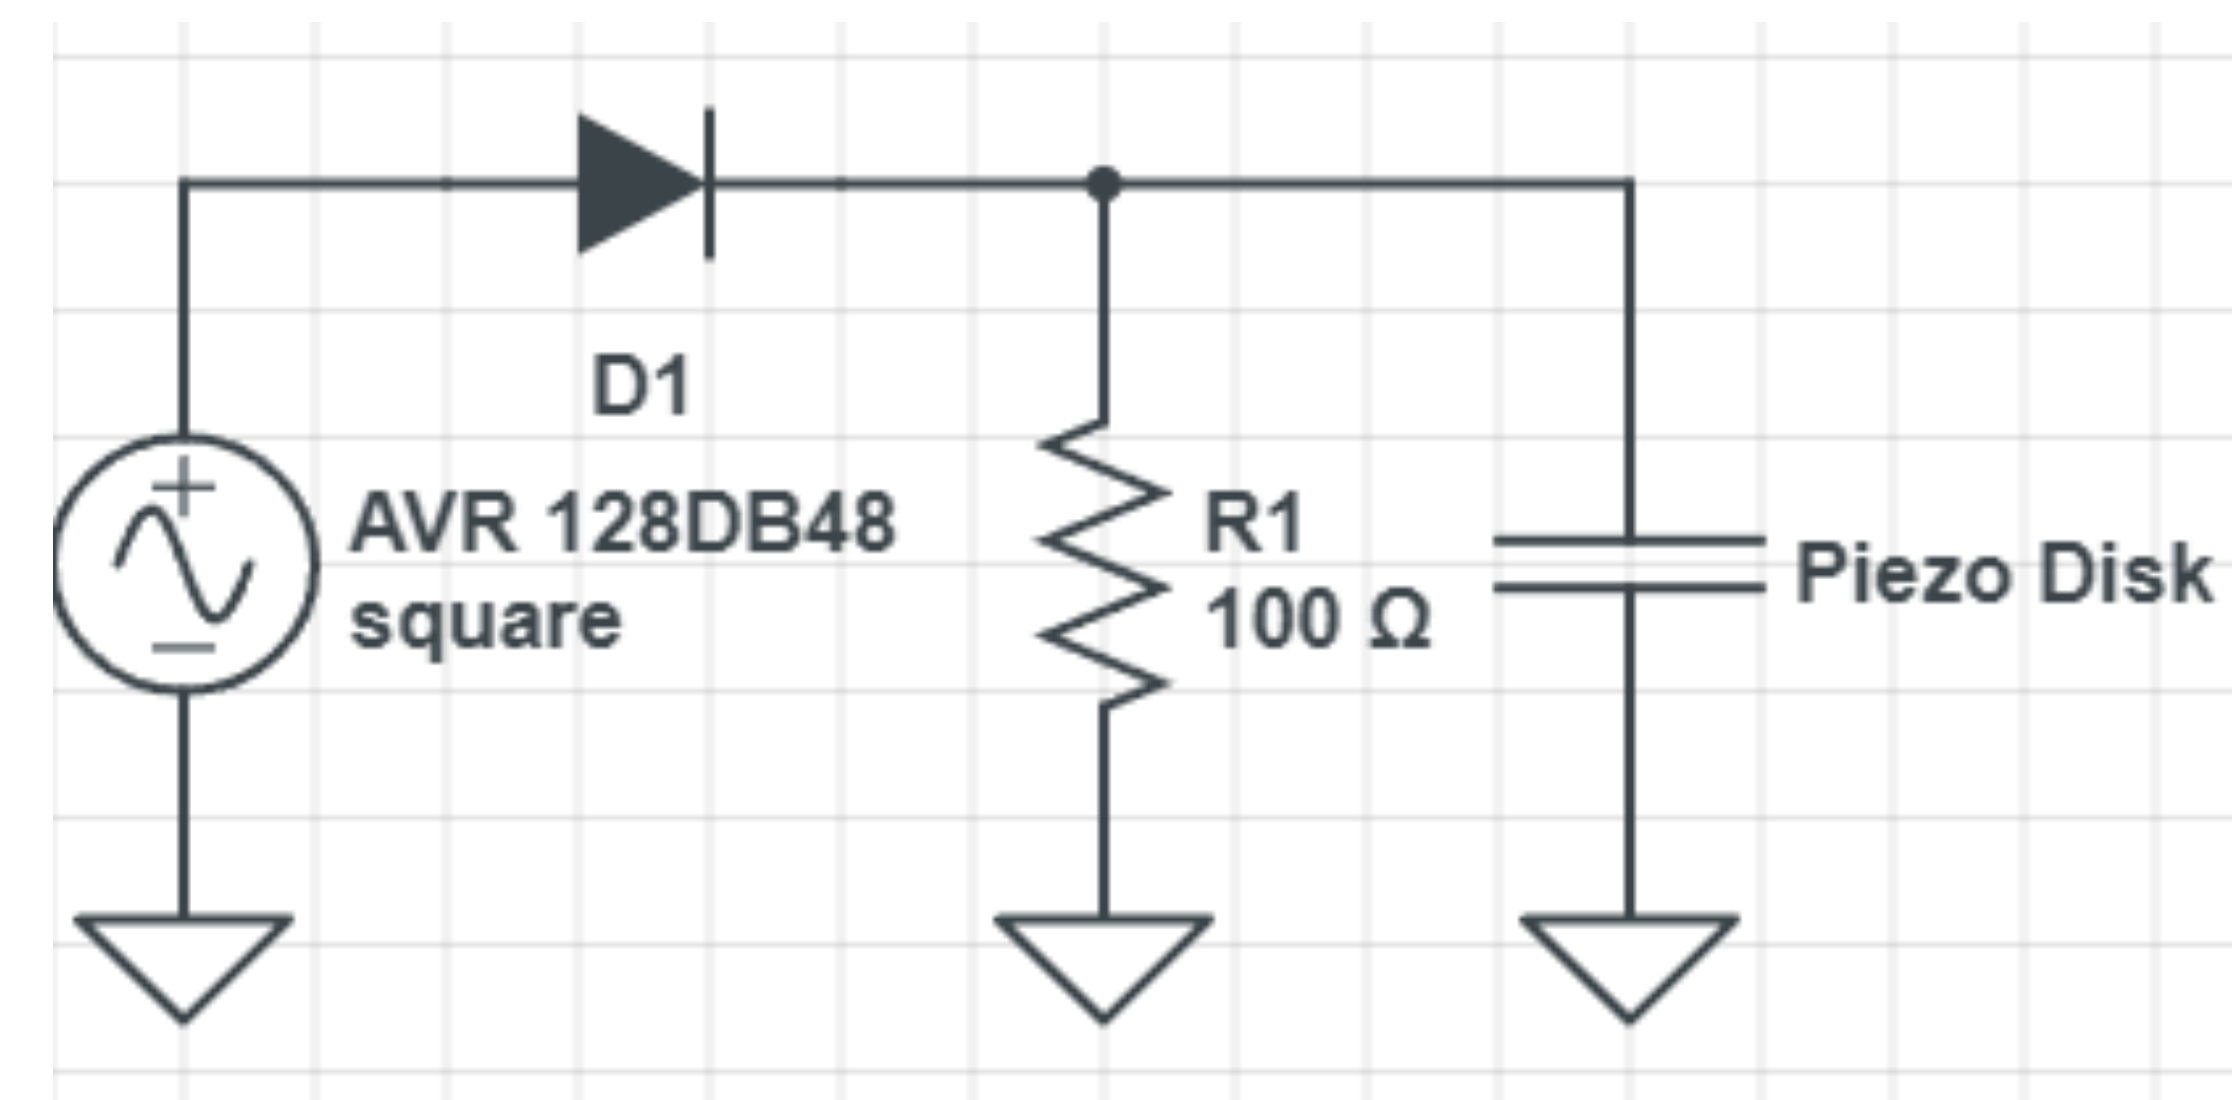 D1
AVR 128DB48
square
R1
100 Ω
Piezo Disk